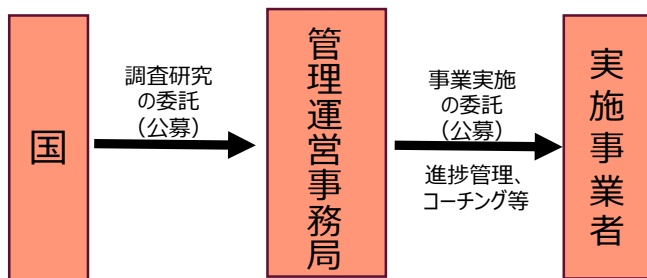 国
調査研究
の委託
（公募）
管理運営事務局
事業実施
の委託
（公募）
進捗管理、
コーチング等
実施事業者